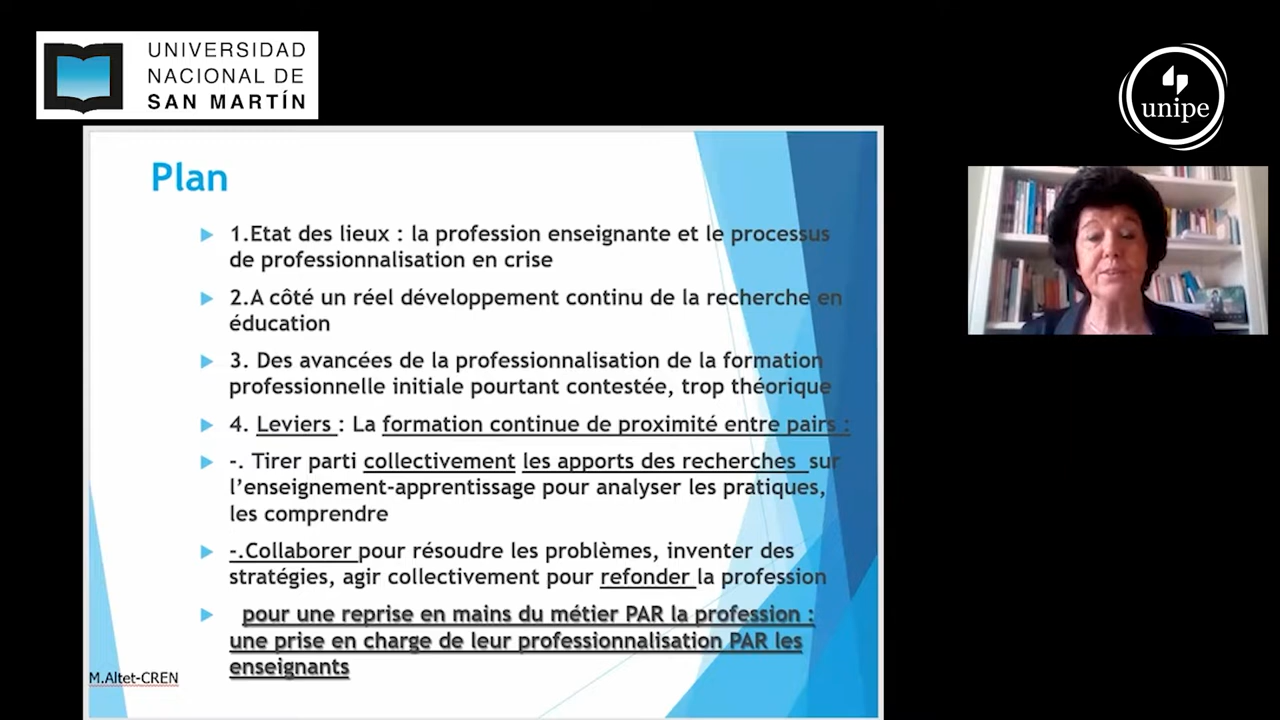 UNIVERSIDAD
NACIONAL DE
SAN MARTÍN
unipe
Plan
1.Etat des lieux : la profession enseignante et le processus
de professionnalisation en crise
2.A côté un réel développement continu de la recherche en
éducation
3. Des avancées de la professionnalisation de la formation
professionnelle initiale pourtant contestée, trop théorique
4. Leviers : La formation continue de proximité entre pairs :
-. Tirer parti collectivement les apports des recherches sur
l’enseignement-apprentissage pour analyser les pratiques,
les comprendre
-.Collaborer pour résoudre les problèmes, inventer des
stratégies, agir collectivement pour refonder la profession
pour une reprise en mains du métier PAR la profession :
une prise en charge de leur professionnalisation PAR les
enseignants
M.Altet-CREN